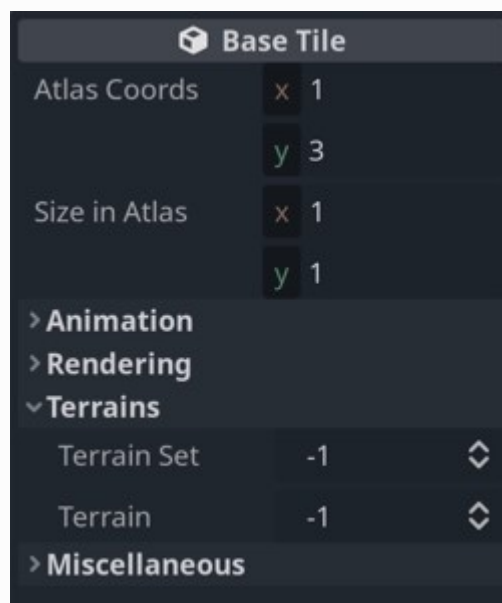 Base Tile
Atlas Coords x 1
y 3
Size in Atlas x 1
y 1
Animation
Rendering
Terrains
Terrain Set -1
Terrain -1
Miscellaneous